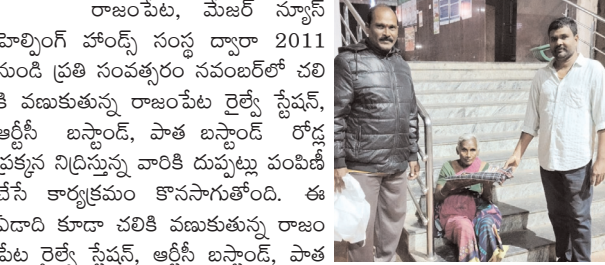 రాజంపేట, మేజర్ న్యూస్
హెల్పింగ్ హాండ్స్ సంస్థ ద్వారా 2011
నుండి ప్రతి సంవత్సరం నవంబర్‌లో చలి
కి వణుకుతున్న రాజంపేట రైల్వే స్టేషన్,
ఆర్టీసీ బస్టాండ్, పాత బస్టాండ్ రోడ్ల
ప్రక్కన నిద్రిస్తున్న వారికి దుప్పట్లు పంపిణీ
చేసే కార్యక్రమం కొనసాగుతోంది. ఈ
ఏడాది కూడా చలికి వణుకుతున్న రాజం
పేట రైల్వే స్టేషన్, ఆర్టీసీ బస్టాండ్, పాత